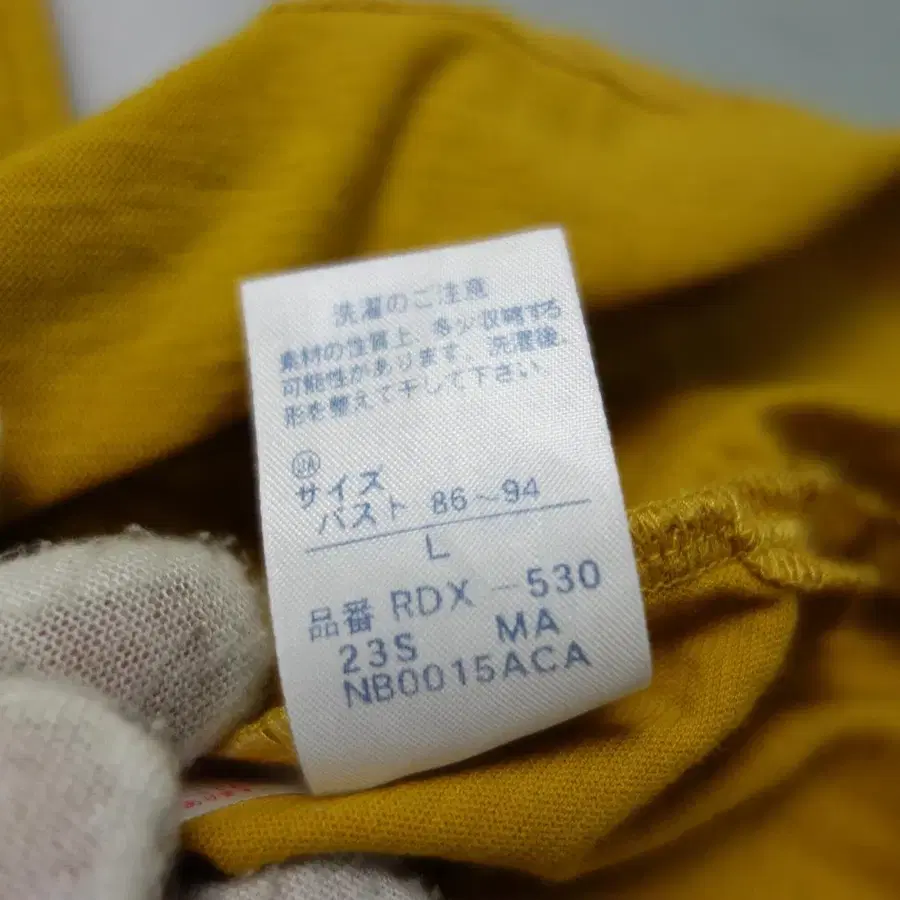 洗濯のご注意
素材の性質上、多少収縮する
可能性があります。洗濯後、
形を整えて干して下さい。
UA
サイズ
バスト 86〜94
L
品番 RDX -530
23S MA
NB0015ACA